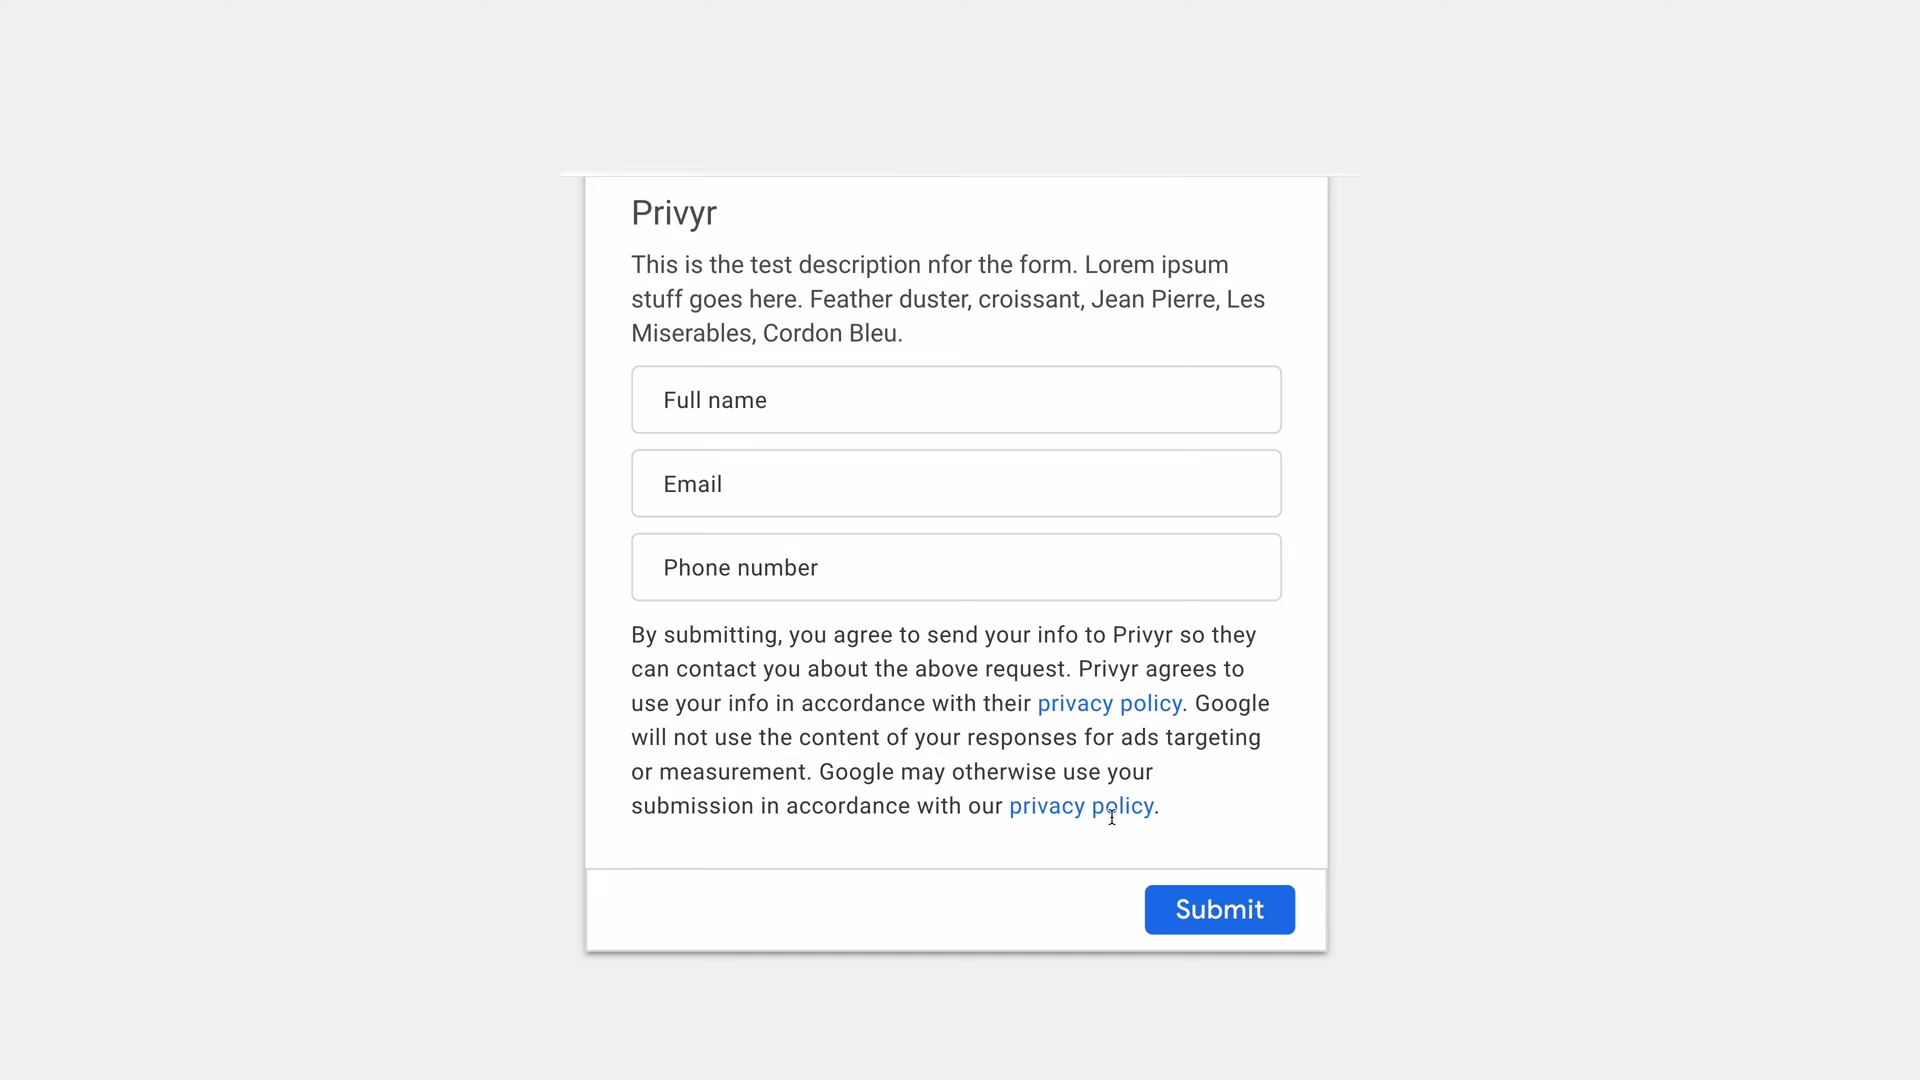 Privyr
This is the test description nfor the form. Lorem ipsum
stuff goes here. Feather duster, croissant, Jean Pierre, Les
Miserables, Cordon Bleu.
Full name
Email
Phone number
By submitting, you agree to send your info to Privyr so they
can contact you about the above request. Privyr agrees to
use your info in accordance with their privacy policy. Google
will not use the content of your responses for ads targeting
or measurement. Google may otherwise use your
submission in accordance with our privacy policy.
Submit